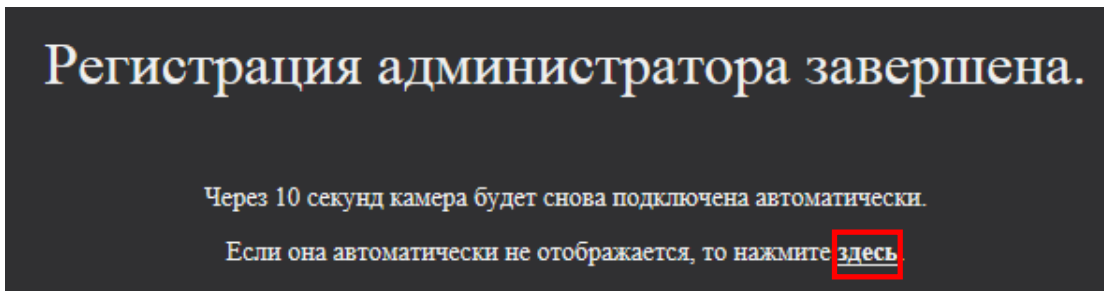 Регистрация администратора завершена.
Через 10 секунд камера будет снова подключена автоматически.
Если она автоматически не отображается, то нажмите здесь.